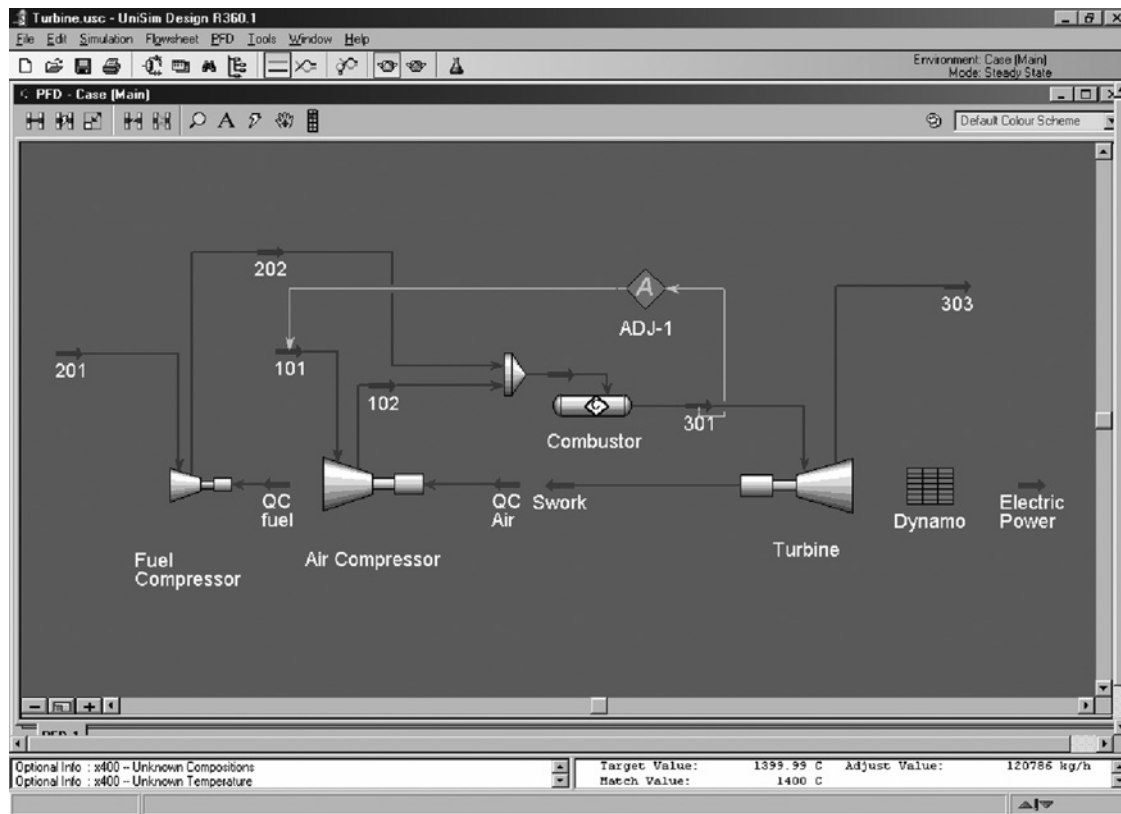 Turbine.usc - UniSim Design R360.1
File Edit Simulation Flowsheet PFD Tools Window Help
Environment: Case (Main)
Mode: Steady State
PFD - Case (Main)
A
Default Colour Scheme
202
A
303
ADJ-1
201
101
102
301
Combustor
QC
fuel
QC
Air
Swork
Dynamo
Electric
Power
Turbine
Fuel
Compressor
Air Compressor
PFD 1
Optional Info : x400 -- Unknown Compositions
Optional Info : x400 -- Unknown Temperature
Target Value: 1399.99 C Adjust Value: 120786 kg/h
Match Value: 1400 C